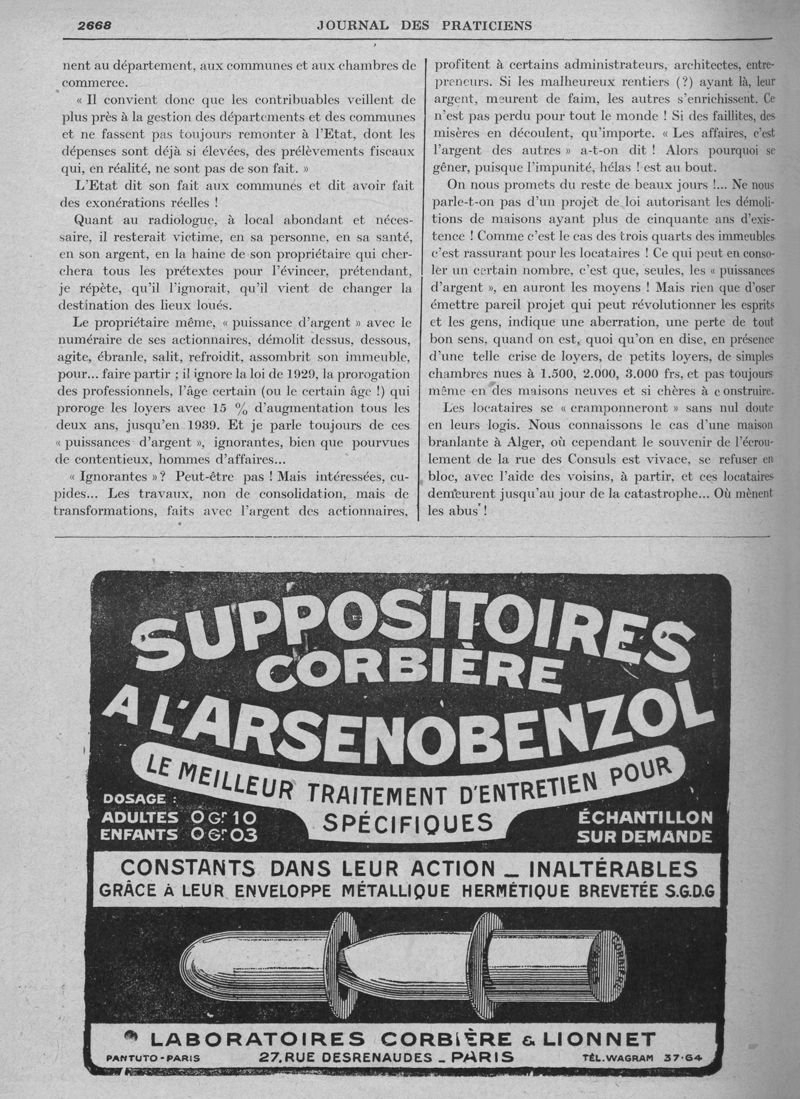 2668
JOURNAL DES PRATICIENS
nent au département, aux communes et aux chambres de
commerce.
« Il convient donc que les contribuables veillent de
plus près à la gestion des départements et des communes
et ne fassent pas toujours remonter à l'Etat, dont les
dépenses sont déjà si élevées, des prélèvements fiscaux
qui, en réalité, ne sont pas de son fait. »
L'Etat dit son fait aux communes et dit avoir fait
des exonérations réelles !
Quant au radiologue, à local abondant et néces-
saire, il resterait victime, en sa personne, en sa santé,
en son argent, en la haine de son propriétaire qui cher-
chera tous les prétextes pour l'évincer, prétendant,
je répète, qu'il l'ignorait, qu'il vient de changer la
destination des lieux loués.
Le propriétaire même, « puissance d'argent » avec le
numéraire de ses actionnaires, démolit dessus, dessous,
agite, ébranle, salit, refroidit, assombrit son immeuble,
pour... faire partir ; il ignore la loi de 1929, la prorogation
des professionnels, l'âge certain (ou le certain âge !) qui
proroge les loyers avec 15 % d'augmentation tous les
deux ans, jusqu'en 1939. Et je parle toujours de ces
« puissances d'argent », ignorantes, bien que pourvues
de contentieux, hommes d'affaires...
« Ignorantes » ? Peut-être pas ! Mais intéressées, cu-
pides... Les travaux, non de consolidation, mais de
transformations, faits avec l'argent des actionnaires,
profitent à certains administrateurs, architectes, entre-
preneurs. Si les malheureux rentiers (?) ayant là, leur
argent, meurent de faim, les autres s'enrichissent. Ce
n'est pas perdu pour tout le monde ! Si des faillites, des
misères en découlent, qu'importe. « Les affaires, c'est
l'argent des autres » a-t-on dit ! Alors pourquoi se
gêner, puisque l'impunité, hélas ! est au bout.
On nous promets du reste de beaux jours !... Ne nous
parle-t-on pas d'un projet de loi autorisant les démoli-
tions de maisons ayant plus de cinquante ans d'exis-
tence ! Comme c'est le cas des trois quarts des immeubles
c'est rassurant pour les locataires ! Ce qui peut en conso-
ler un certain nombre, c'est que, seules, les « puissances
d'argent », en auront les moyens ! Mais rien que d'oser
émettre pareil projet qui peut révolutionner les esprits
et les gens, indique une aberration, une perte de tout
bon sens, quand on est, quoi qu'on en dise, en présence
d'une telle crise de loyers, de petits loyers, de simples
chambres nues à 1.500, 2.000, 3.000 frs, et pas toujours
même en des maisons neuves et si chères à construire.
Les locataires se « cramponneront » sans nul doute
en leurs logis. Nous connaissons le cas d'une maison
branlante à Alger, où cependant le souvenir de l'écrou-
lement de la rue des Consuls est vivace, se refuser en
bloc, avec l'aide des voisins, à partir, et ces locataires
demeurent jusqu'au jour de la catastrophe... Où mènent
les abus !
SUPPOSITOIRES
CORBIÈRE
A L'ARSENOBENZOL
LE MEILLEUR TRAITEMENT D'ENTRETIEN POUR
SPÉCIFIQUES
DOSAGE :
ADULTES 0 Gr 10
ENFANTS 0 Gr 03
ÉCHANTILLON
SUR DEMANDE
CONSTANTS DANS LEUR ACTION _ INALTÉRABLES
GRÂCE À LEUR ENVELOPPE MÉTALLIQUE HERMÉTIQUE BREVETÉE S.G.D.G
CORBIÈRE
PARIS
LABORATOIRES CORBIÈRE & LIONNET
PANTUTO-PARIS
27, RUE DESRENAUDES _ PARIS
TÉL. WAGRAM 37-64